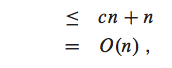 ≤ cn + n
= O(n) ,